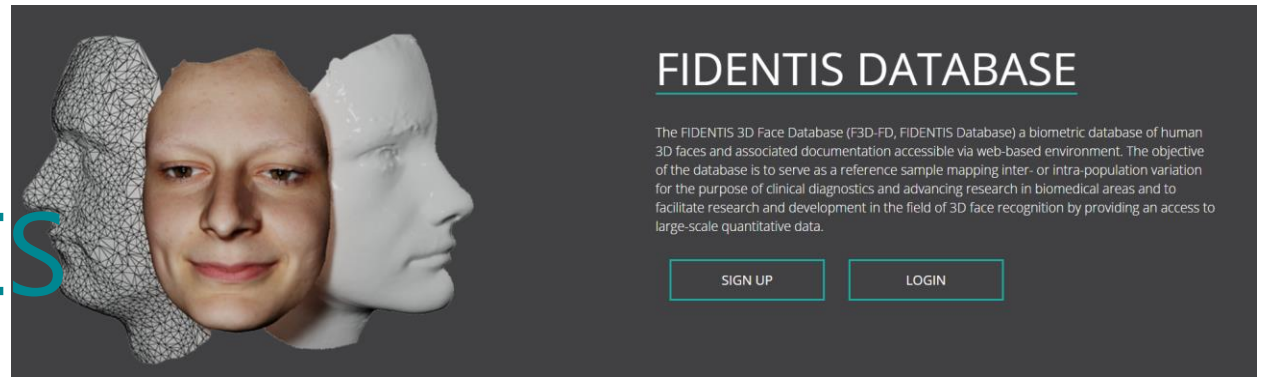 FIDENTIS DATABASE
The FIDENTIS 3D Face Database (F3D-FD, FIDENTIS Database) a biometric database of human
3D faces and associated documentation accessible via web-based environment. The objective
of the database is to serve as a reference sample mapping inter- or intra-population variation
for the purpose of clinical diagnostics and advancing research in biomedical areas and to
facilitate research and development in the field of 3D face recognition by providing an access to
large-scale quantitative data.
SIGN UP
LOGIN